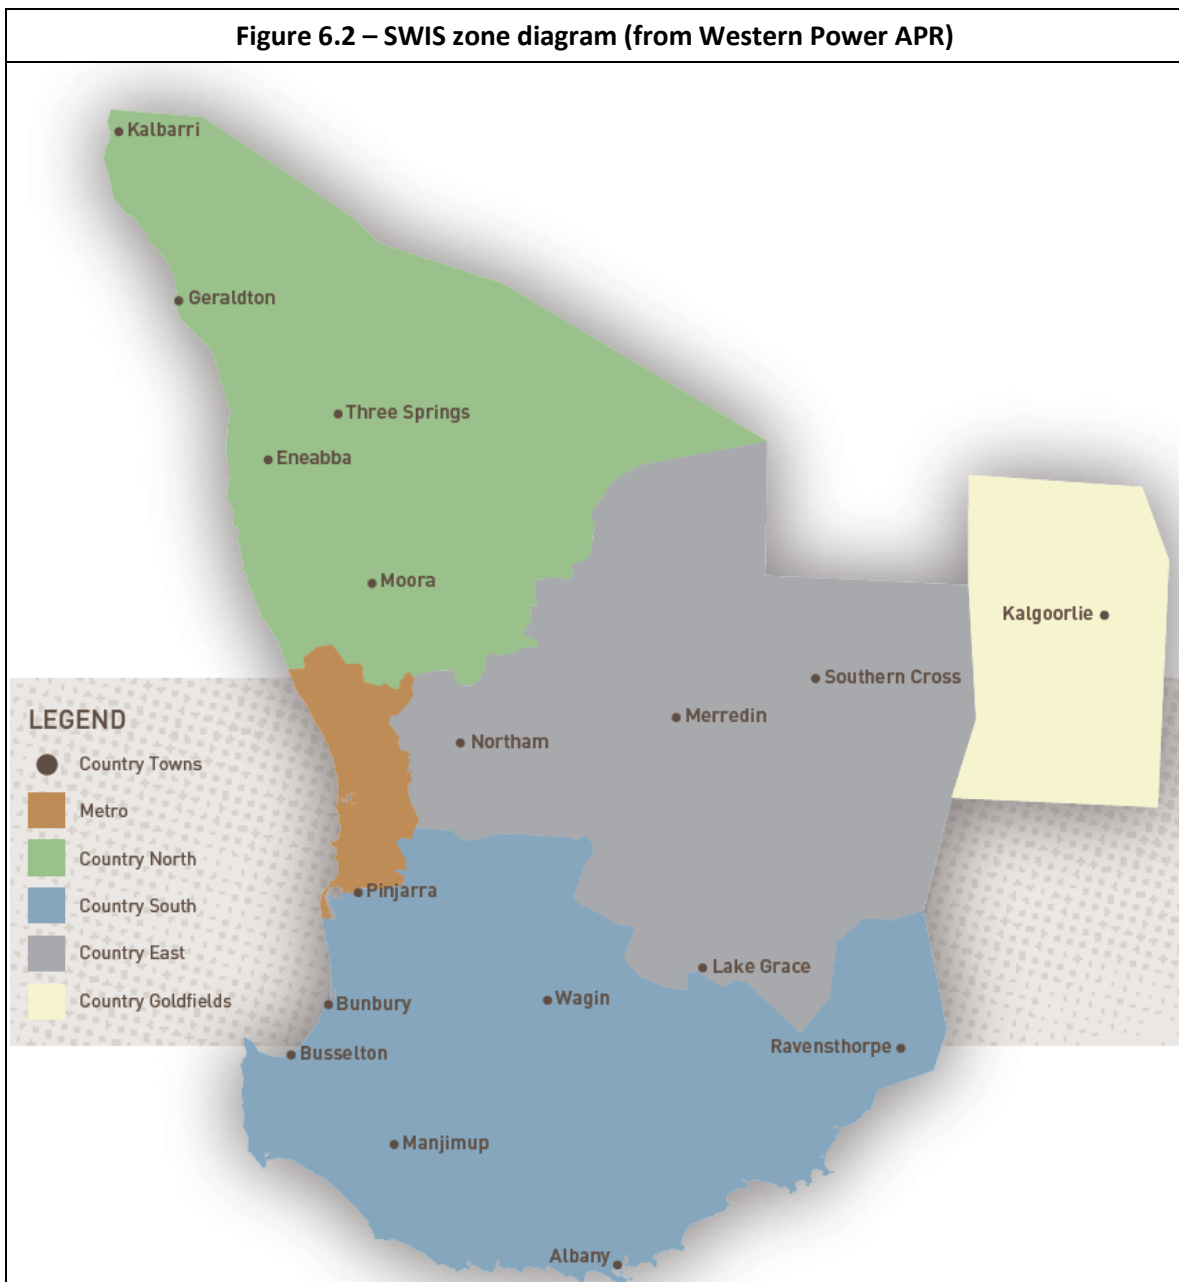 Figure 6.2 – SWIS zone diagram (from Western Power APR)
Kalbarri
Geraldton
Three Springs
Eneabba
Moora
Kalgoorlie
Southern Cross
Merredin
Northam
LEGEND
Country Towns
Metro
Country North
Country South
Country East
Country Goldfields
Pinjarra
Lake Grace
Wagin
Bunbury
Ravensthorpe
Busselton
Manjimup
Albany